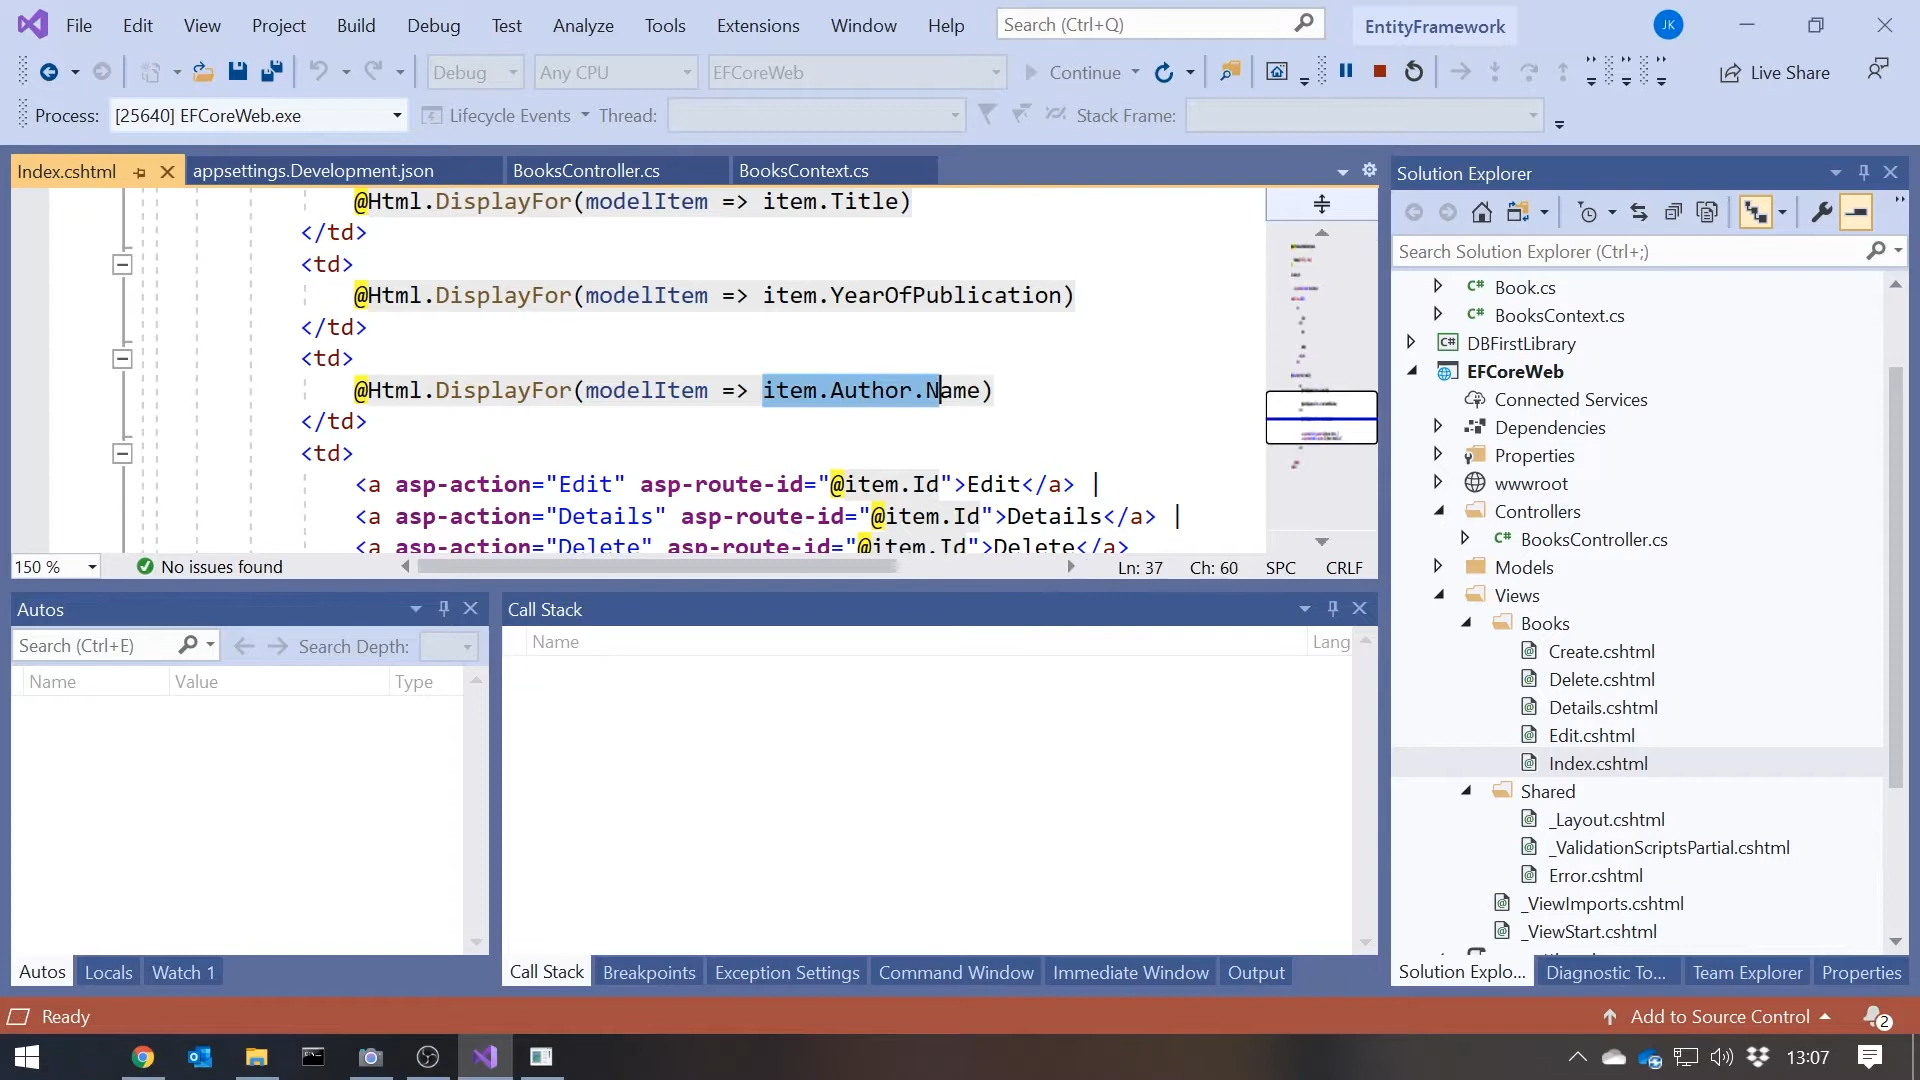 File Edit View Project Build Debug Test Analyze Tools Extensions Window Help Search (Ctrl+Q) EntityFramework JK
Debug Any CPU EFCoreWeb Continue Live Share
Process: [25640] EFCoreWeb.exe Lifecycle Events Thread: Stack Frame:
Index.cshtml appsettings.Development.json BooksController.cs BooksContext.cs
@Html.DisplayFor(modelItem => item.Title)
</td>
<td>
@Html.DisplayFor(modelItem => item.YearOfPublication)
</td>
<td>
@Html.DisplayFor(modelItem => item.Author.Name)
</td>
<td>
<a asp-action="Edit" asp-route-id="@item.Id">Edit</a> |
<a asp-action="Details" asp-route-id="@item.Id">Details</a> |
<a asp-action="Delete" asp-route-id="@item.Id">Delete</a>
150 % No issues found Ln: 37 Ch: 60 SPC CRLF
Autos
Search (Ctrl+E) Search Depth:
Name Value Type
Autos Locals Watch 1
Call Stack
Name Lang
Call Stack Breakpoints Exception Settings Command Window Immediate Window Output
Solution Explorer
Search Solution Explorer (Ctrl+;)
C# Book.cs
C# BooksContext.cs
C# DBFirstLibrary
EFCoreWeb
Connected Services
Dependencies
Properties
wwwroot
Controllers
C# BooksController.cs
Models
Views
Books
Create.cshtml
Delete.cshtml
Details.cshtml
Edit.cshtml
Index.cshtml
Shared
_Layout.cshtml
_ValidationScriptsPartial.cshtml
Error.cshtml
_ViewImports.cshtml
_ViewStart.cshtml
Solution Explo... Diagnostic To... Team Explorer Properties
Ready Add to Source Control 2
13:07